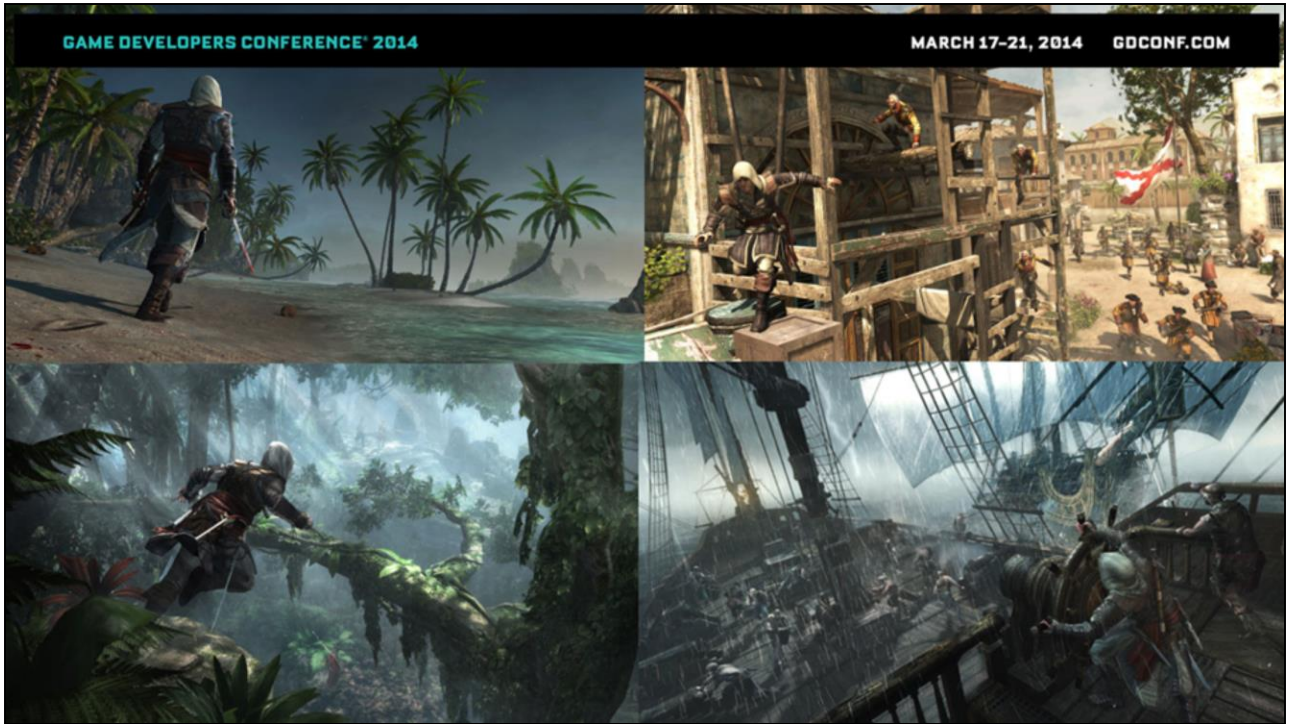 GAME DEVELOPERS CONFERENCE® 2014
MARCH 17–21, 2014 GDCONF.COM